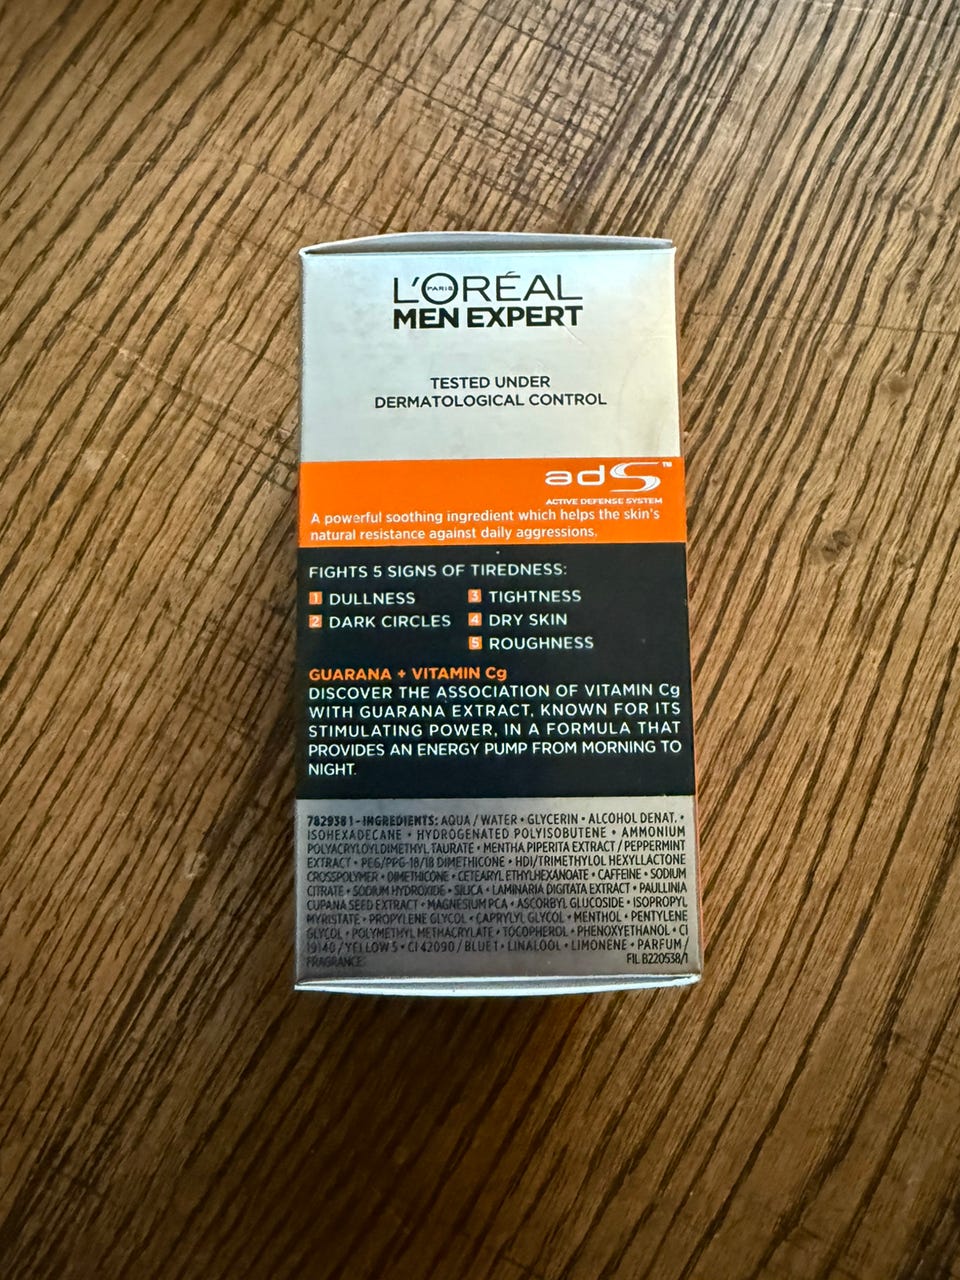 L'ORÉAL
PARIS
MEN EXPERT
TESTED UNDER
DERMATOLOGICAL CONTROL
adS™
ACTIVE DEFENSE SYSTEM
A powerful soothing ingredient which helps the skin's
natural resistance against daily aggressions.
FIGHTS 5 SIGNS OF TIREDNESS:
1 DULLNESS
2 DARK CIRCLES
3 TIGHTNESS
4 DRY SKIN
5 ROUGHNESS
GUARANA + VITAMIN Cg
DISCOVER THE ASSOCIATION OF VITAMIN Cg
WITH GUARANA EXTRACT, KNOWN FOR ITS
STIMULATING POWER, IN A FORMULA THAT
PROVIDES AN ENERGY PUMP FROM MORNING TO
NIGHT.
782938 1 - INGREDIENTS: AQUA / WATER • GLYCERIN • ALCOHOL DENAT. •
ISOHEXADECANE • HYDROGENATED POLYISOBUTENE • AMMONIUM
POLYACRYLOYLDIMETHYL TAURATE • MENTHA PIPERITA EXTRACT / PEPPERMINT
EXTRACT • PEG/PPG-18/18 DIMETHICONE • HDI/TRIMETHYLOL HEXYLLACTONE
CROSSPOLYMER • DIMETHICONE • CETEARYL ETHYLHEXANOATE • CAFFEINE • SODIUM
CITRATE • SODIUM HYDROXIDE • SILICA • LAMINARIA DIGITATA EXTRACT • PAULLINIA
CUPANA SEED EXTRACT • MAGNESIUM PCA • ASCORBYL GLUCOSIDE • ISOPROPYL
MYRISTATE • PROPYLENE GLYCOL • CAPRYLYL GLYCOL • MENTHOL • PENTYLENE
GLYCOL • POLYMETHYL METHACRYLATE • TOCOPHEROL • PHENOXYETHANOL • CI
19140 / YELLOW 5 • CI 42090 / BLUE 1 • LINALOOL • LIMONENE • PARFUM /
FRAGRANCE. FIL B220538/1